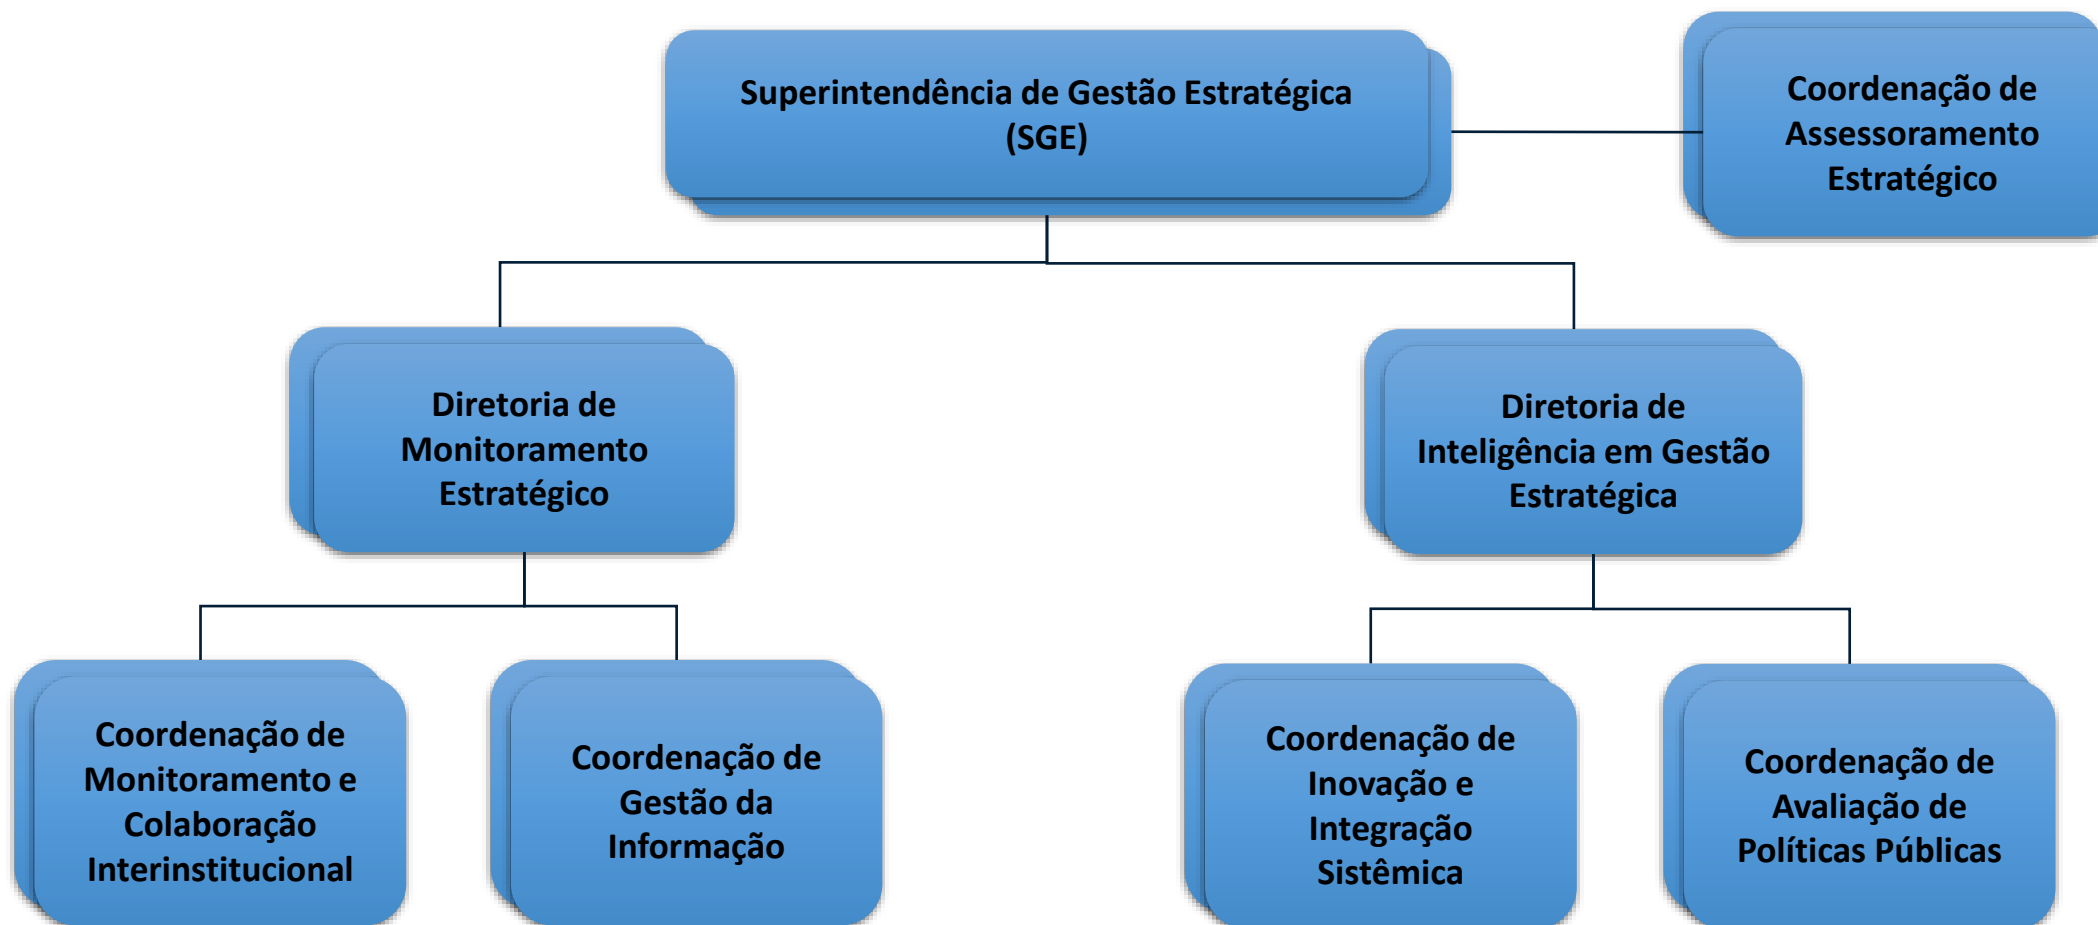 Superintendência de Gestão Estratégica
(SGE)
Coordenação de
Assessoramento
Estratégico
Diretoria de
Monitoramento
Estratégico
Diretoria de
Inteligência em Gestão
Estratégica
Coordenação de
Monitoramento e
Colaboração
Interinstitucional
Coordenação de
Gestão da
Informação
Coordenação de
Inovação e
Integração
Sistêmica
Coordenação de
Avaliação de
Políticas Públicas